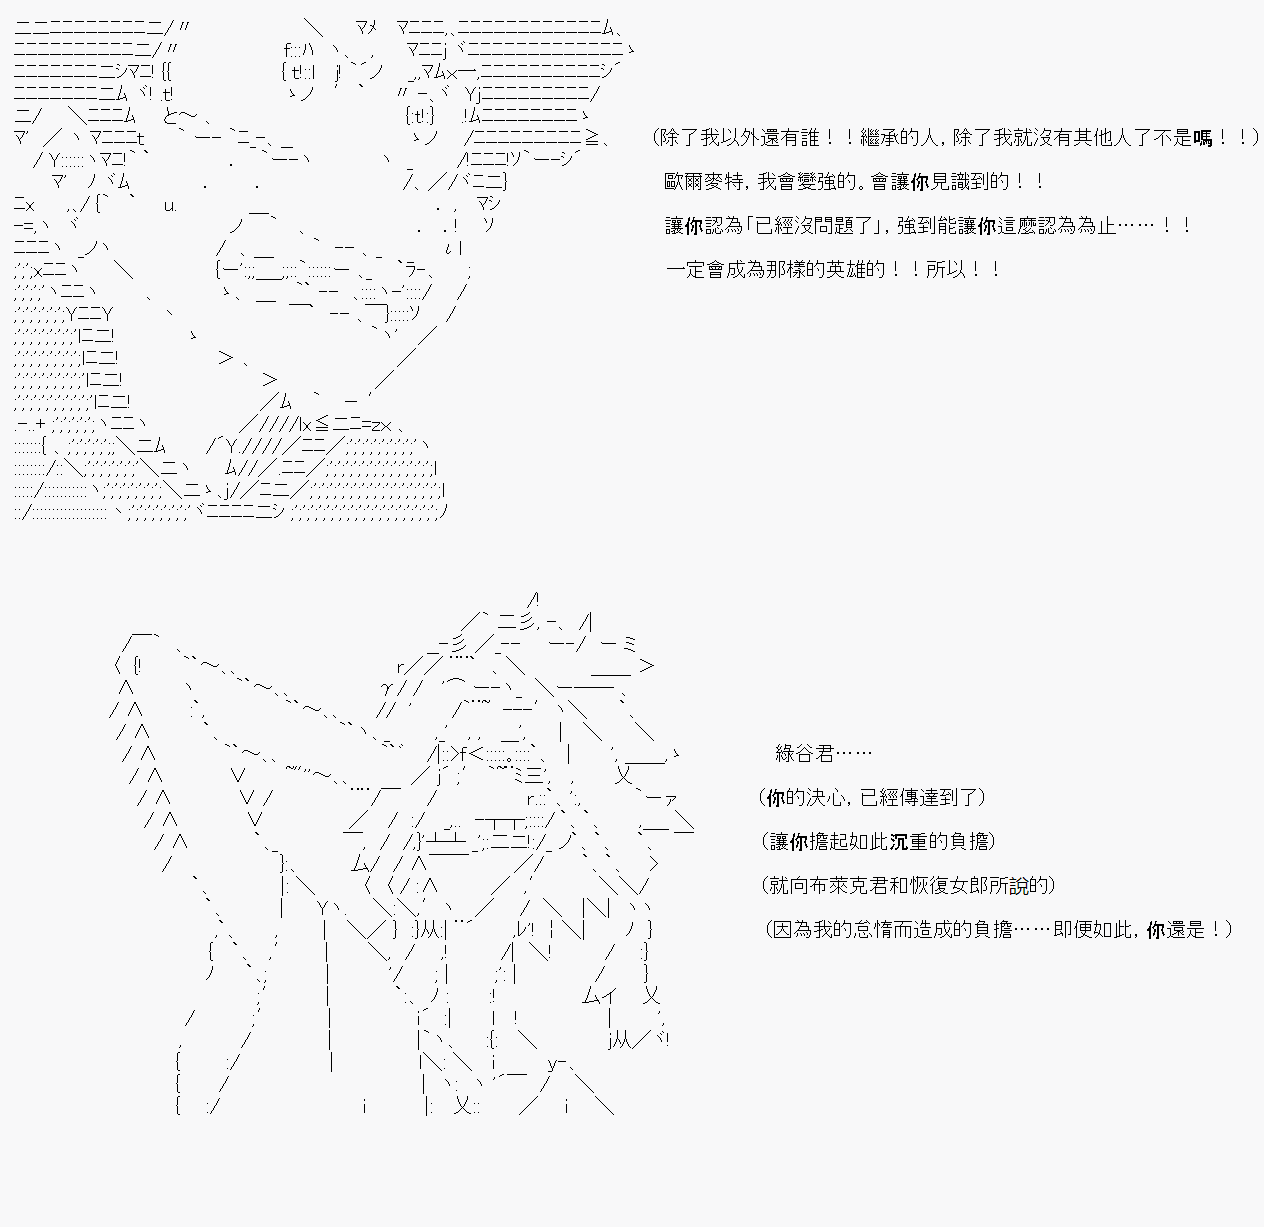 (除了我以外還有誰！！繼承的人，除了我就沒有其他人了不是嗎！！)
歐爾麥特，我會變強的。會讓你見識到的！！
讓你認為「已經沒問題了」，強到能讓你這麼認為為止……！！
一定會成為那樣的英雄的！！所以！！
綠谷君……
(你的決心，已經傳達到了)
(讓你擔起如此沉重的負擔)
(就向布萊克君和恢復女郎所說的)
(因為我的怠惰而造成的負擔……即便如此，你還是！)